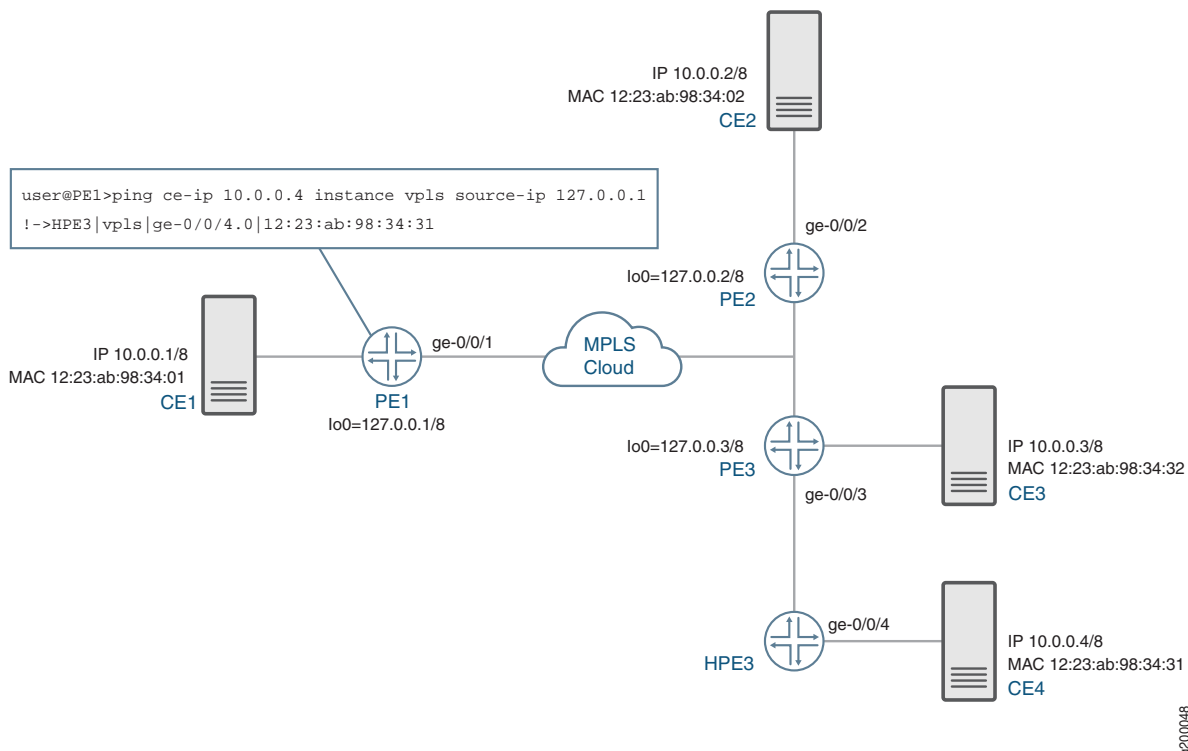 IP 10.0.0.2/8
MAC 12:23:ab:98:34:02
CE2
user@PE1>ping ce-ip 10.0.0.4 instance vpls source-ip 127.0.0.1
!->HPE3|vpls|ge-0/0/4.0|12:23:ab:98:34:31
ge-0/0/2
lo0=127.0.0.2/8
PE2
IP 10.0.0.1/8
MAC 12:23:ab:98:34:01
CE1
ge-0/0/1
PE1
lo0=127.0.0.1/8
MPLS
Cloud
lo0=127.0.0.3/8
PE3
ge-0/0/3
IP 10.0.0.3/8
MAC 12:23:ab:98:34:32
CE3
HPE3
ge-0/0/4
IP 10.0.0.4/8
MAC 12:23:ab:98:34:31
CE4